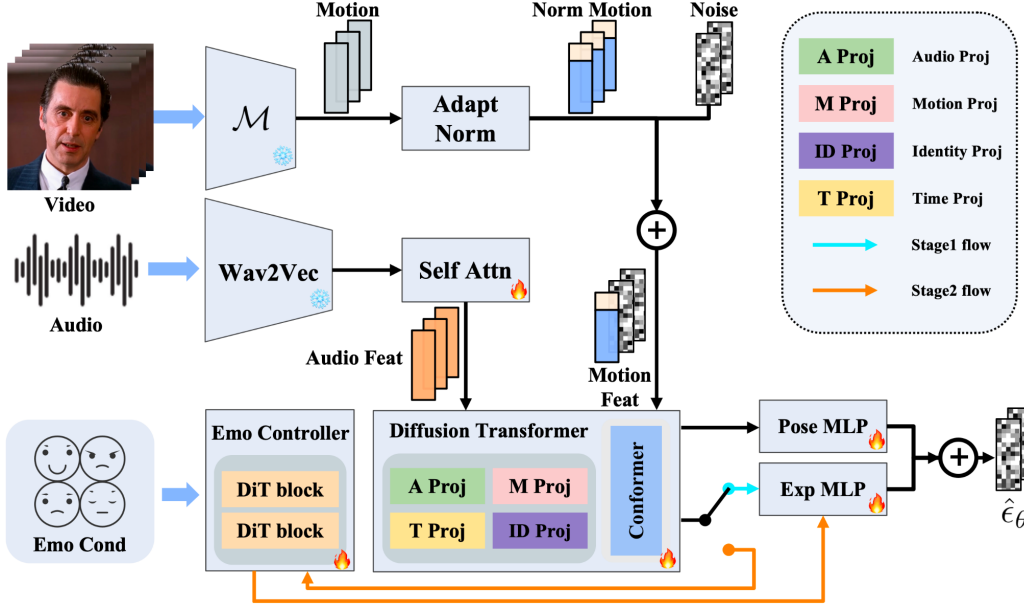 Motion
Norm Motion
Noise
Video
M
Adapt
Norm
A Proj
Audio Proj
M Proj
Motion Proj
ID Proj
Identity Proj
T Proj
Time Proj
Stage1 flow
Stage2 flow
Audio
Wav2Vec
Self Attn
Audio Feat
Motion
Feat
Emo Cond
Emo Controller
DiT block
DiT block
Diffusion Transformer
A Proj
M Proj
T Proj
ID Proj
Conformer
Pose MLP
Exp MLP
ϵ̂θ